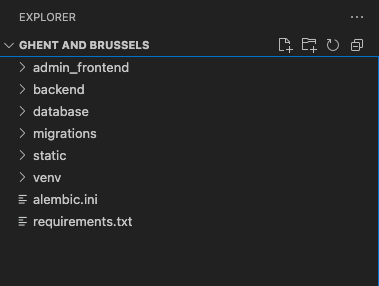 EXPLORER
GHENT AND BRUSSELS
admin_frontend
backend
database
migrations
static
venv
alembic.ini
requirements.txt